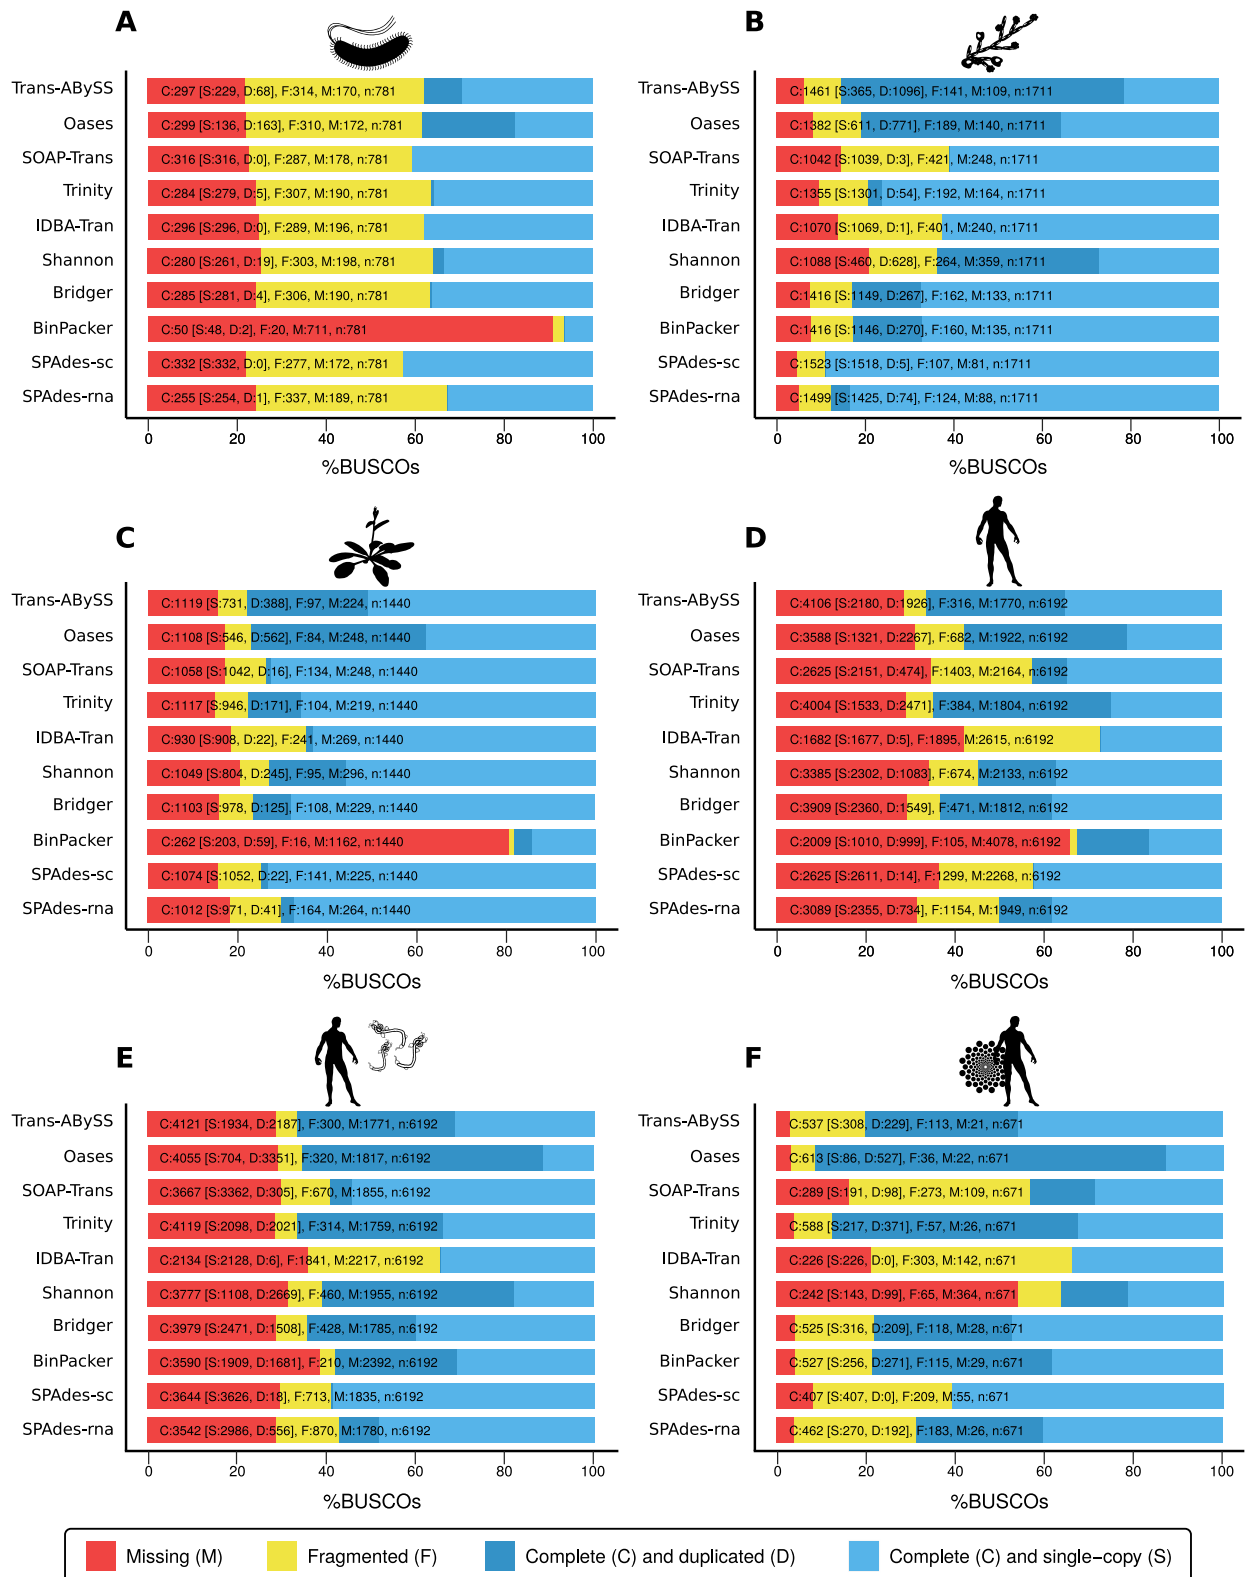 A
Trans-ABySS C:297 [S:229, D:68], F:314, M:170, n:781
Oases C:299 [S:136, D:163], F:310, M:172, n:781
SOAP-Trans C:316 [S:316, D:0], F:287, M:178, n:781
Trinity C:284 [S:279, D:5], F:307, M:190, n:781
IDBA-Tran C:296 [S:296, D:0], F:289, M:196, n:781
Shannon C:280 [S:261, D:19], F:303, M:198, n:781
Bridger C:285 [S:281, D:4], F:306, M:190, n:781
BinPacker C:50 [S:48, D:2], F:20, M:711, n:781
SPAdes-sc C:332 [S:332, D:0], F:277, M:172, n:781
SPAdes-rna C:255 [S:254, D:1], F:337, M:189, n:781
0 20 40 60 80 100
%BUSCOs
B
Trans-ABySS C:1461 [S:365, D:1096], F:141, M:109, n:1711
Oases C:1382 [S:611, D:771], F:189, M:140, n:1711
SOAP-Trans C:1042 [S:1039, D:3], F:421, M:248, n:1711
Trinity C:1355 [S:1301, D:54], F:192, M:164, n:1711
IDBA-Tran C:1070 [S:1069, D:1], F:401, M:240, n:1711
Shannon C:1088 [S:460, D:628], F:264, M:359, n:1711
Bridger C:1416 [S:1149, D:267], F:162, M:133, n:1711
BinPacker C:1416 [S:1146, D:270], F:160, M:135, n:1711
SPAdes-sc C:1523 [S:1518, D:5], F:107, M:81, n:1711
SPAdes-rna C:1499 [S:1425, D:74], F:124, M:88, n:1711
0 20 40 60 80 100
%BUSCOs
C
Trans-ABySS C:1119 [S:731, D:388], F:97, M:224, n:1440
Oases C:1108 [S:546, D:562], F:84, M:248, n:1440
SOAP-Trans C:1058 [S:1042, D:16], F:134, M:248, n:1440
Trinity C:1117 [S:946, D:171], F:104, M:219, n:1440
IDBA-Tran C:930 [S:908, D:22], F:241, M:269, n:1440
Shannon C:1049 [S:804, D:245], F:95, M:296, n:1440
Bridger C:1103 [S:978, D:125], F:108, M:229, n:1440
BinPacker C:262 [S:203, D:59], F:16, M:1162, n:1440
SPAdes-sc C:1074 [S:1052, D:22], F:141, M:225, n:1440
SPAdes-rna C:1012 [S:971, D:41], F:164, M:264, n:1440
0 20 40 60 80 100
%BUSCOs
D
Trans-ABySS C:4106 [S:2180, D:1926], F:316, M:1770, n:6192
Oases C:3588 [S:1321, D:2267], F:682, M:1922, n:6192
SOAP-Trans C:2625 [S:2151, D:474], F:1403, M:2164, n:6192
Trinity C:4004 [S:1533, D:2471], F:384, M:1804, n:6192
IDBA-Tran C:1682 [S:1677, D:5], F:1895, M:2615, n:6192
Shannon C:3385 [S:2302, D:1083], F:674, M:2133, n:6192
Bridger C:3909 [S:2360, D:1549], F:471, M:1812, n:6192
BinPacker C:2009 [S:1010, D:999], F:105, M:4078, n:6192
SPAdes-sc C:2625 [S:2611, D:14], F:1299, M:2268, n:6192
SPAdes-rna C:3089 [S:2355, D:734], F:1154, M:1949, n:6192
0 20 40 60 80 100
%BUSCOs
E
Trans-ABySS C:4121 [S:1934, D:2187], F:300, M:1771, n:6192
Oases C:4055 [S:704, D:3351], F:320, M:1817, n:6192
SOAP-Trans C:3667 [S:3362, D:305], F:670, M:1855, n:6192
Trinity C:4119 [S:2098, D:2021], F:314, M:1759, n:6192
IDBA-Tran C:2134 [S:2128, D:6], F:1841, M:2217, n:6192
Shannon C:3777 [S:1108, D:2669], F:460, M:1955, n:6192
Bridger C:3979 [S:2471, D:1508], F:428, M:1785, n:6192
BinPacker C:3590 [S:1909, D:1681], F:210, M:2392, n:6192
SPAdes-sc C:3644 [S:3626, D:18], F:713, M:1835, n:6192
SPAdes-rna C:3542 [S:2986, D:556], F:870, M:1780, n:6192
0 20 40 60 80 100
%BUSCOs
F
Trans-ABySS C:537 [S:308, D:229], F:113, M:21, n:671
Oases C:613 [S:86, D:527], F:36, M:22, n:671
SOAP-Trans C:289 [S:191, D:98], F:273, M:109, n:671
Trinity C:588 [S:217, D:371], F:57, M:26, n:671
IDBA-Tran C:226 [S:226, D:0], F:303, M:142, n:671
Shannon C:242 [S:143, D:99], F:65, M:364, n:671
Bridger C:525 [S:316, D:209], F:118, M:28, n:671
BinPacker C:527 [S:256, D:271], F:115, M:29, n:671
SPAdes-sc C:407 [S:407, D:0], F:209, M:55, n:671
SPAdes-rna C:462 [S:270, D:192], F:183, M:26, n:671
0 20 40 60 80 100
%BUSCOs
Missing (M) Fragmented (F) Complete (C) and duplicated (D) Complete (C) and single−copy (S)